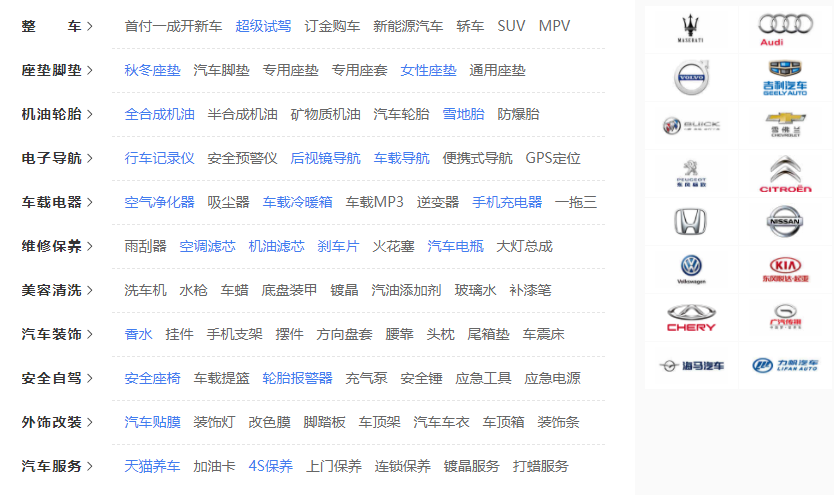 整 车 首付一成开新车 超级试驾 订金购车 新能源汽车 轿车 SUV MPV
座垫脚垫 > 秋冬座垫 汽车脚垫 专用座垫 专用座套 女性座垫 通用座垫
机油轮胎 > 全合成机油 半合成机油 矿物质机油 汽车轮胎 雪地胎 防爆胎
电子导航 > 行车记录仪 安全预警仪 后视镜导航 车载导航 便携式导航 GPS定位
车载电器 > 空气净化器 吸尘器 车载冷暖箱 车载MP3 逆变器 手机充电器 一拖三
维修保养 > 雨刮器 空调滤芯 机油滤芯 刹车片 火花塞 汽车电瓶 大灯总成
美容清洗 > 洗车机 水枪 车蜡 底盘装甲 镀晶 汽油添加剂 玻璃水 补漆笔
汽车装饰 > 香水 挂件 手机支架 摆件 方向盘套 腰靠 头枕 尾箱垫 车震床
安全自驾 > 安全座椅 车载提篮 轮胎报警器 充气泵 安全锤 应急工具 应急电源
外饰改装 > 汽车贴膜 装饰灯 改色膜 脚踏板 车顶架 汽车车衣 车顶箱 装饰条
汽车服务 > 天猫养车 加油卡 4S保养 上门保养 连锁保养 镀晶服务 打蜡服务
MASERATI
Audi
VOLVO
吉利汽车
GEELY AUTO
BUICK
雪佛兰
CHEVROLET
PEUGEOT
东风标致
CITROËN
NISSAN
Volkswagen
KIA
东风悦达·起亚
CHERY
广汽传祺
海马汽车
力帆汽车
LIFAN AUTO